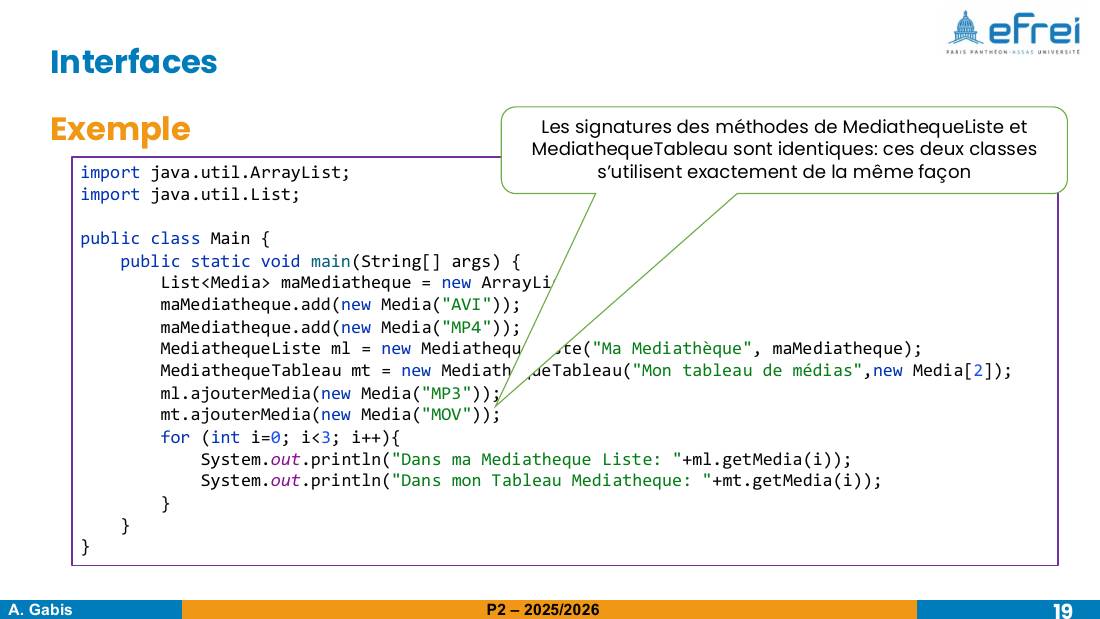 efrei
PARIS PANTHÉON-ASSAS UNIVERSITÉ
Interfaces
Exemple
Les signatures des méthodes de MediathequeListe et
MediathequeTableau sont identiques: ces deux classes
s’utilisent exactement de la même façon
import java.util.ArrayList;
import java.util.List;
public class Main {
public static void main(String[] args) {
List<Media> maMediatheque = new ArrayLi
maMediatheque.add(new Media("AVI"));
maMediatheque.add(new Media("MP4"));
MediathequeListe ml = new Mediathequ ste("Ma Mediathèque", maMediatheque);
MediathequeTableau mt = new MediathequeTableau("Mon tableau de médias",new Media[2]);
ml.ajouterMedia(new Media("MP3"));
mt.ajouterMedia(new Media("MOV"));
for (int i=0; i<3; i++){
System.out.println("Dans ma Mediatheque Liste: "+ml.getMedia(i));
System.out.println("Dans mon Tableau Mediatheque: "+mt.getMedia(i));
}
}
}
A. Gabis
P2 – 2025/2026
19